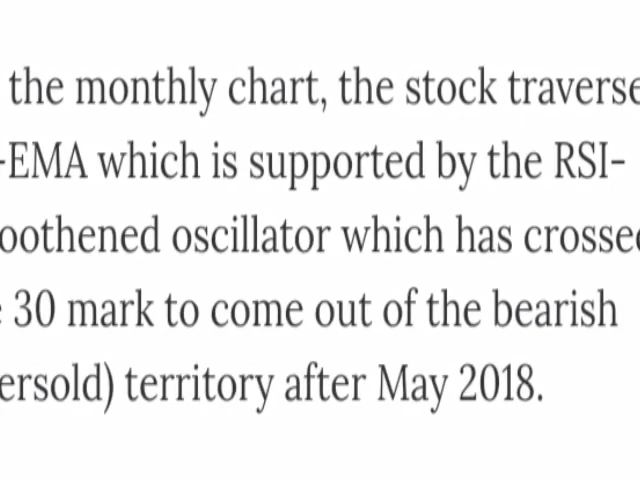 the monthly chart, the stock traverse
-EMA which is supported by the RSI-
oothened oscillator which has crossed
30 mark to come out of the bearish
ersold) territory after May 2018.